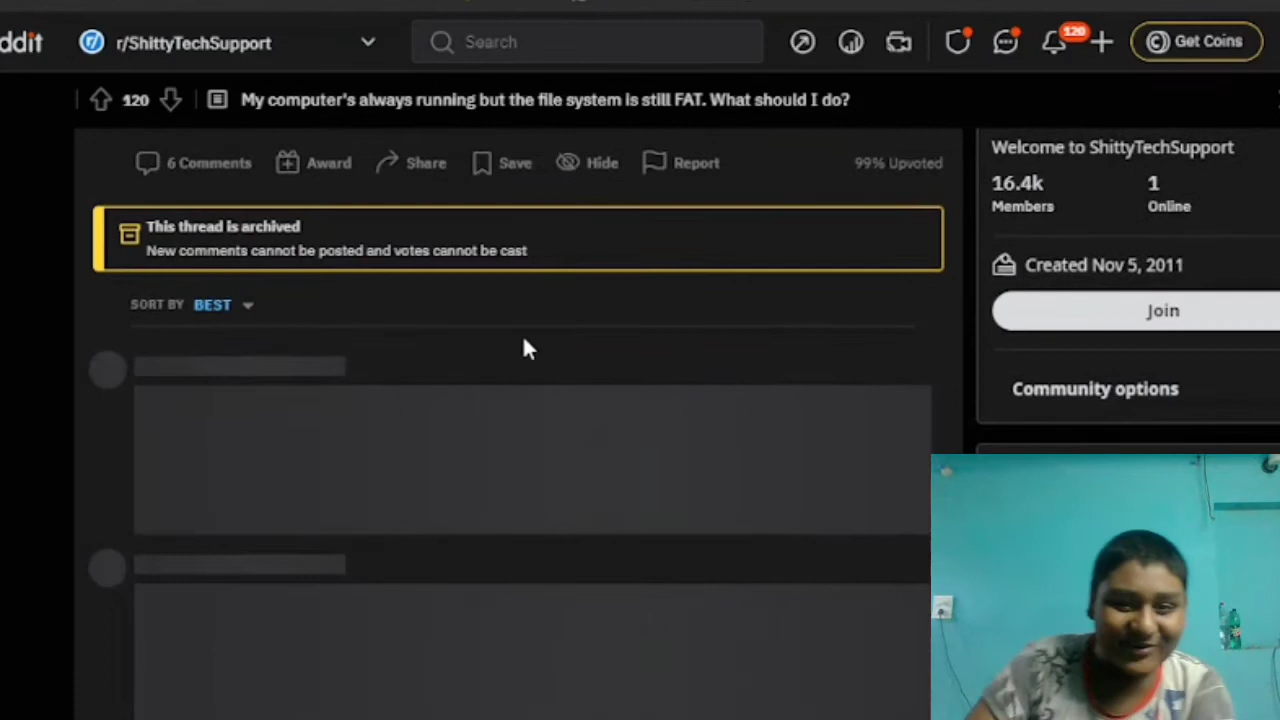 ddit r/ShittyTechSupport Search 120 Get Coins
120 My computer's always running but the file system is still FAT. What should I do?
6 Comments Award Share Save Hide Report 99% Upvoted
This thread is archived
New comments cannot be posted and votes cannot be cast
SORT BY BEST
Welcome to ShittyTechSupport
16.4k 1
Members Online
Created Nov 5, 2011
Join
Community options